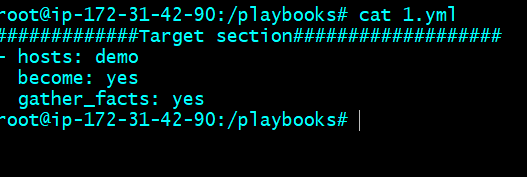 root@ip-172-31-42-90:/playbooks# cat 1.yml
#############Target section###################
- hosts: demo
  become: yes
  gather_facts: yes
root@ip-172-31-42-90:/playbooks#